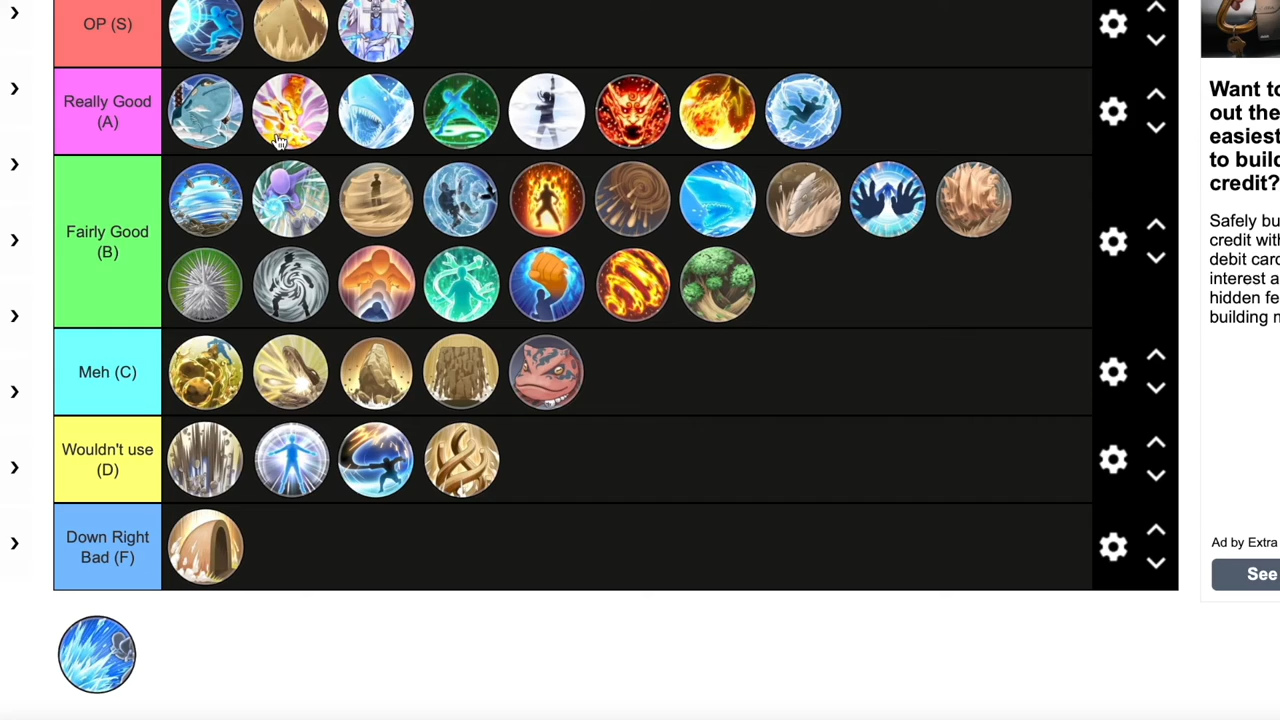 OP (S)
Really Good
(A)
Fairly Good
(B)
Meh (C)
Wouldn't use
(D)
Down Right
Bad (F)
Want to
out the
easiest
to build
credit?
Safely bu
credit with
debit card
interest a
hidden fe
building m
Ad by Extra
See